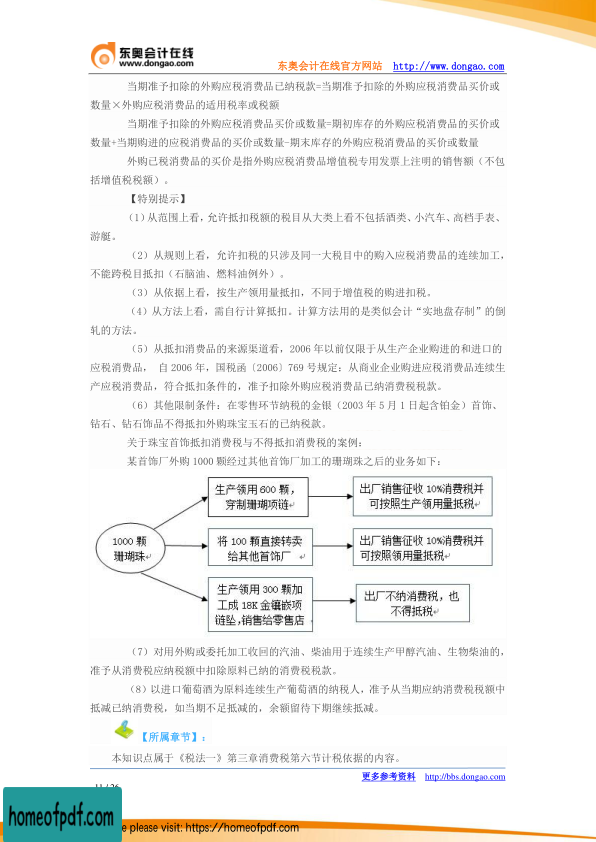 东奥会计在线
www.dongao.com
东奥会计在线官方网站 http://www.dongao.com
当期准予扣除的外购应税消费品已纳税款=当期准予扣除的外购应税消费品买价或
数量×外购应税消费品的适用税率或税额
当期准予扣除的外购应税消费品买价或数量=期初库存的外购应税消费品的买价或
数量+当期购进的应税消费品的买价或数量-期末库存的外购应税消费品的买价或数量
外购已税消费品的买价是指外购应税消费品增值税专用发票上注明的销售额（不包
括增值税税额）。
【特别提示】
（1）从范围上看，允许抵扣税额的税目从大类上看不包括酒类、小汽车、高档手表、
游艇。
（2）从规则上看，允许扣税的只涉及同一大税目中的购入应税消费品的连续加工，
不能跨税目抵扣（石脑油、燃料油例外）。
（3）从依据上看，按生产领用量抵扣，不同于增值税的购进扣税。
（4）从方法上看，需自行计算抵扣。计算方法用的是类似会计“实地盘存制”的倒
轧的方法。
（5）从抵扣消费品的来源渠道看，2006 年以前仅限于从生产企业购进的和进口的
应税消费品， 自 2006 年，国税函〔2006〕769 号规定：从商业企业购进应税消费品连续生
产应税消费品，符合抵扣条件的，准予扣除外购应税消费品已纳消费税税款。
（6）其他限制条件：在零售环节纳税的金银（2003 年 5 月 1 日起含铂金）首饰、
钻石、钻石饰品不得抵扣外购珠宝玉石的已纳税款。
关于珠宝首饰抵扣消费税与不得抵扣消费税的案例：
某首饰厂外购 1000 颗经过其他首饰厂加工的珊瑚珠之后的业务如下：
1000 颗
珊瑚珠↵
生产领用 600 颗，
穿制珊瑚项链↵
出厂销售征收 10%消费税并
可按照生产领用量抵税↵
将 100 颗直接转卖
给其他首饰厂 ↵
出厂销售征收 10%消费税并
可按照领用量抵税↵
生产领用 300 颗加
工成 18K 金镶嵌项
链坠，销售给零售店
出厂不纳消费税，也
不得抵税↵
（7）对用外购或委托加工收回的汽油、柴油用于连续生产甲醇汽油、生物柴油的，
准予从消费税应纳税额中扣除原料已纳的消费税税款。
（8）以进口葡萄酒为原料连续生产葡萄酒的纳税人，准予从当期应纳消费税税额中
抵减已纳消费税，如当期不足抵减的，余额留待下期继续抵减。
【所属章节】：
本知识点属于《税法一》第三章消费税第六节计税依据的内容。
更多参考资料 http://bbs.dongao.com
11 / 26
homeofpdf.com
e please visit: https://homeofpdf.com